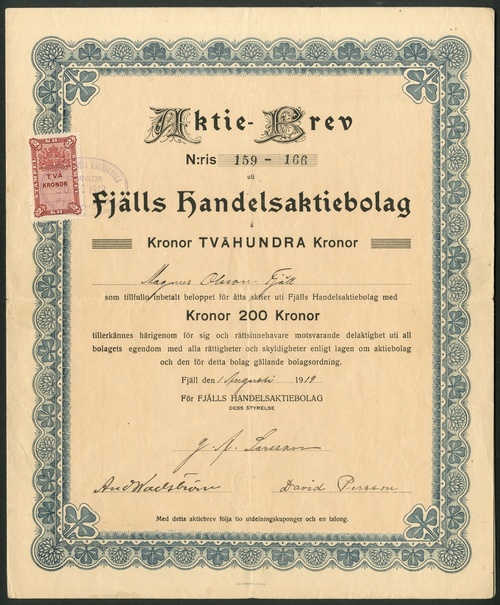 Aktie-Brev
N:ris 159 - 166
uti
Fjälls Handelsaktiebolag
å
Kronor TVÅHUNDRA Kronor
TVÅ
KRONOR
Magnus Olsson Fjäll
som tillfullo inbetalt beloppet för åtta aktier uti Fjälls Handelsaktiebolag med
Kronor 200 Kronor
tillerkännes härigenom för sig och rättsinnehavare motsvarande delaktighet uti all
bolagets egendom med alla rättigheter och skyldigheter enligt lagen om aktiebolag
och den för detta bolag gällande bolagsordning.
Fjäll den 1 Augusti 1919
För FJÄLLS HANDELSAKTIEBOLAG
DESS STYRELSE
And Wadström David Persson
Med detta aktiebrev följa tio utdelningskuponger och en talong.